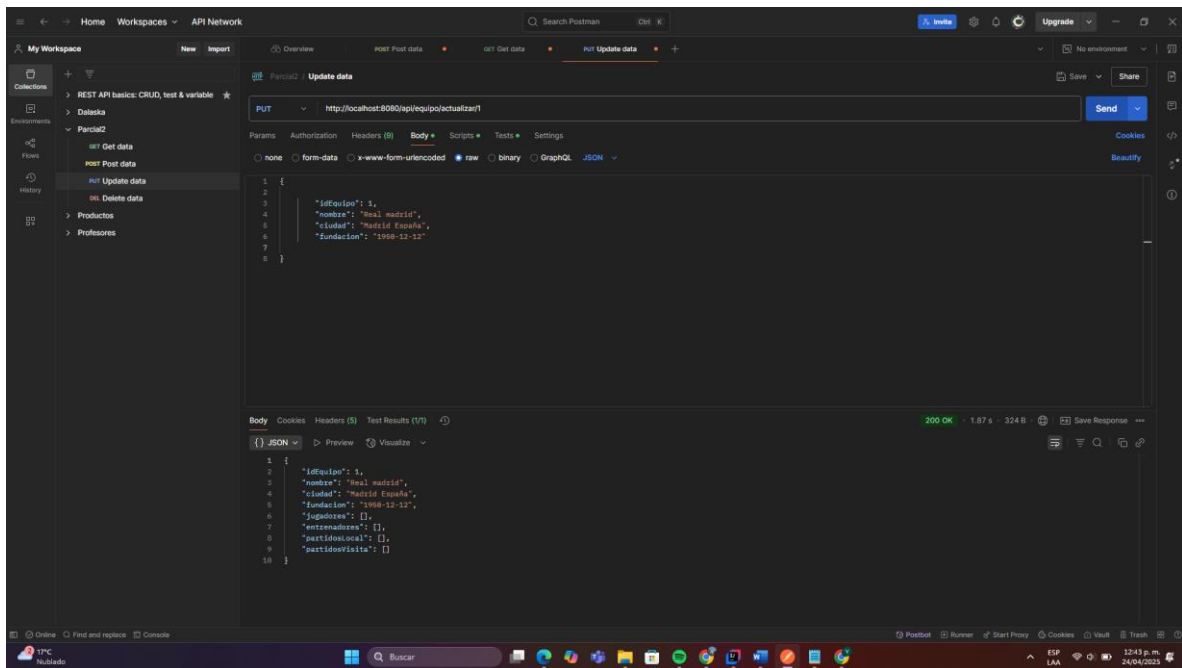 Home Workspaces API Network Search Postman Ctrl K Invite Upgrade
My Workspace New Import Overview POST Post data GET Get data PUT Update data No environment
Collections
Environments
Flows
History
REST API basics: CRUD, test & variable
Dalaska
Parcial2
GET Get data
POST Post data
PUT Update data
DEL Delete data
Productos
Profesores
HTTP Parcial2 / Update data Save Share
PUT http://localhost:8080/api/equipo/actualizar/1 Send
Params Authorization Headers (9) Body Scripts Tests Settings Cookies
none form-data x-www-form-urlencoded raw binary GraphQL JSON Beautify
1 {
2
3 "idEquipo": 1,
4 "nombre": "Real madrid",
5 "ciudad": "Madrid España",
6 "fundacion": "1950-12-12"
7
8 }
Body Cookies Headers (5) Test Results (1/1) 200 OK 1.67 s 324 B Save Response
{} JSON Preview Visualize
1 {
2 "idEquipo": 1,
3 "nombre": "Real madrid",
4 "ciudad": "Madrid España",
5 "fundacion": "1950-12-12",
6 "jugadores": [],
7 "entrenadores": [],
8 "partidosLocal": [],
9 "partidosVisita": []
10 }
Online Find and replace Console Postbot Runner Start Proxy Cookies Vault Trash
17°C
Nublado
Buscar
ESP
LAA
12:43 p. m.
24/04/2025